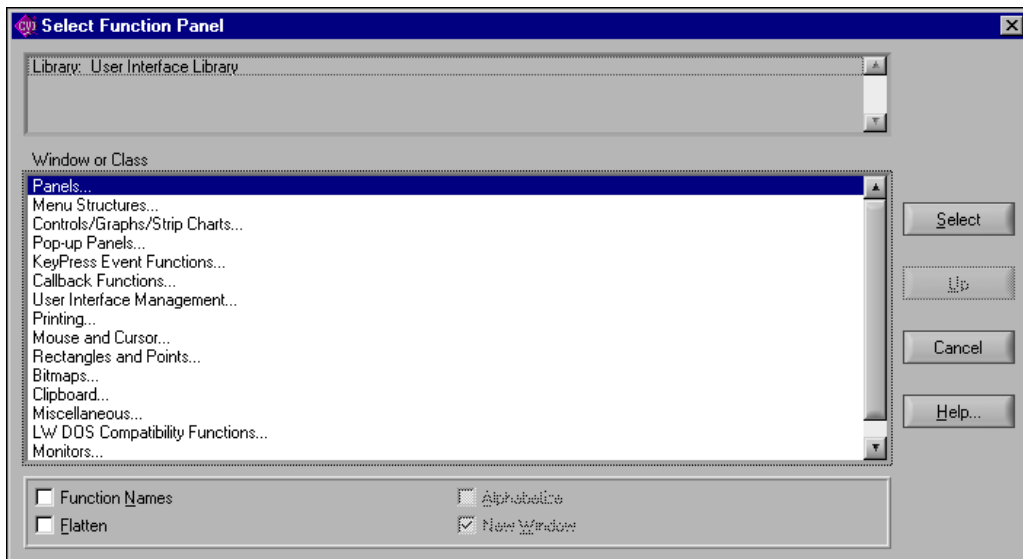 CVI Select Function Panel
Library: User Interface Library
Window or Class
Panels...
Menu Structures...
Controls/Graphs/Strip Charts...
Pop-up Panels...
KeyPress Event Functions...
Callback Functions...
User Interface Management...
Printing...
Mouse and Cursor...
Rectangles and Points...
Bitmaps...
Clipboard...
Miscellaneous...
LW DOS Compatibility Functions...
Monitors...
Select
Up
Cancel
Help...
Function Names
Alphabetize
Flatten
New Window